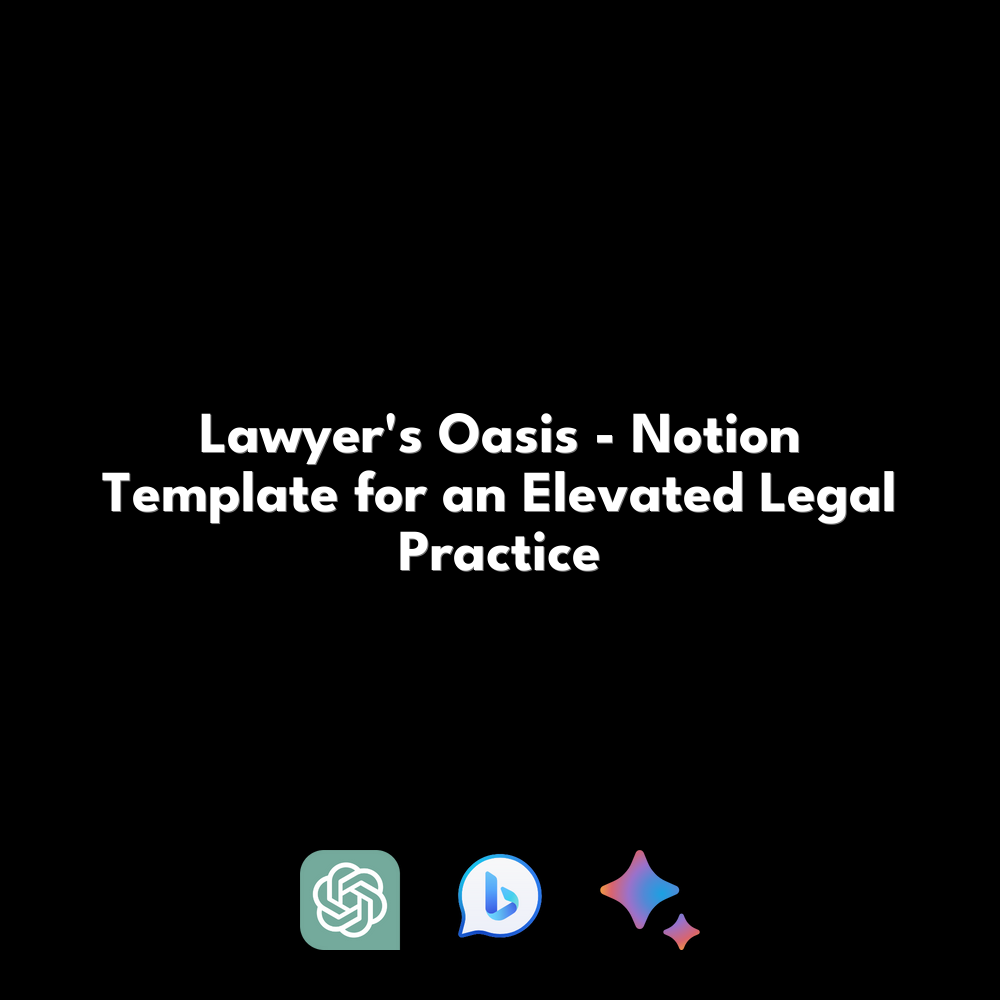 Lawyer's Oasis - Notion
Template for an Elevated Legal
Practice